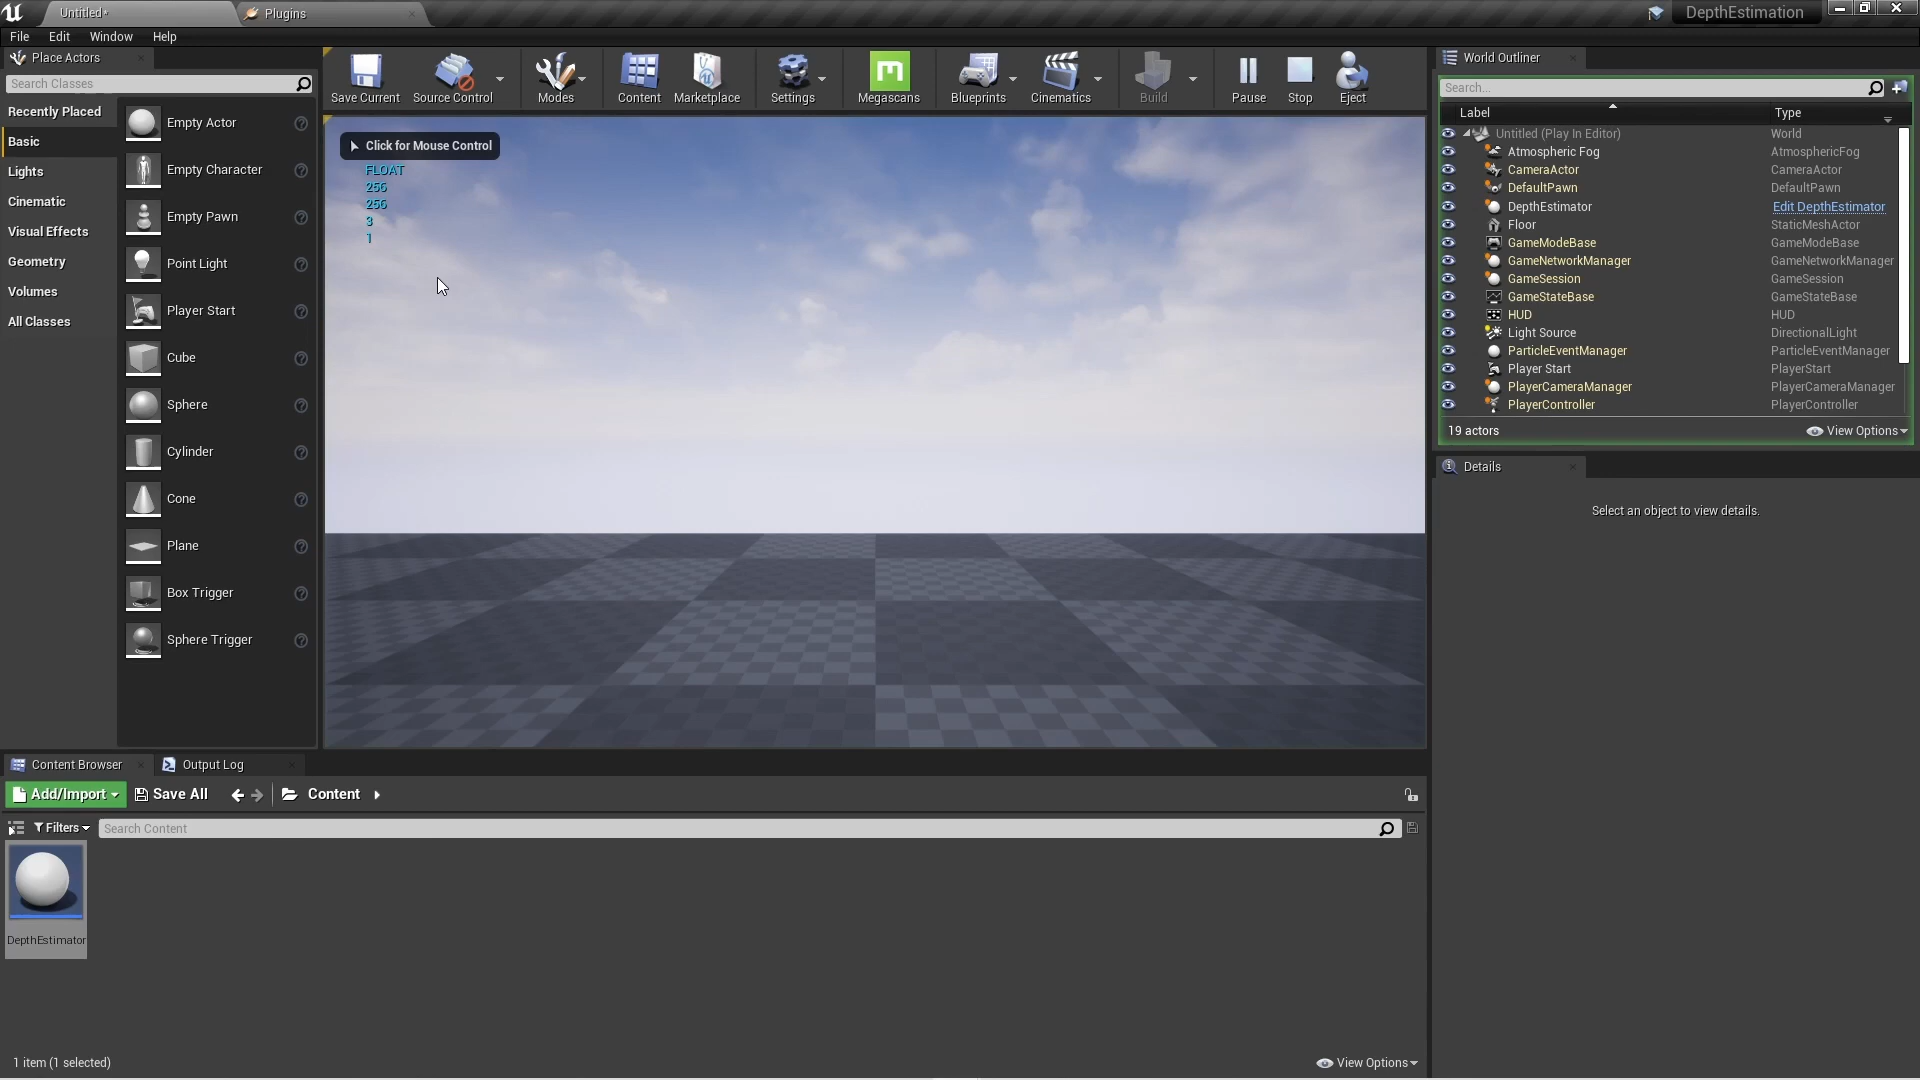 Untitled*
Plugins
DepthEstimation
File Edit Window Help
Place Actors
Search Classes
Recently Placed
Basic
Lights
Cinematic
Visual Effects
Geometry
Volumes
All Classes
Empty Actor
Empty Character
Empty Pawn
Point Light
Player Start
Cube
Sphere
Cylinder
Cone
Plane
Box Trigger
Sphere Trigger
Save Current Source Control Modes Content Marketplace Settings Megascans Blueprints Cinematics Build Pause Stop Eject
Click for Mouse Control
FLOAT
256
256
3
1
World Outliner
Search...
Label Type
Untitled (Play In Editor) World
Atmospheric Fog AtmosphericFog
CameraActor CameraActor
DefaultPawn DefaultPawn
DepthEstimator Edit DepthEstimator
Floor StaticMeshActor
GameModeBase GameModeBase
GameNetworkManager GameNetworkManager
GameSession GameSession
GameStateBase GameStateBase
HUD HUD
Light Source DirectionalLight
ParticleEventManager ParticleEventManager
Player Start PlayerStart
PlayerCameraManager PlayerCameraManager
PlayerController PlayerController
19 actors View Options
Details
Select an object to view details.
Content Browser
Output Log
Add/Import Save All Content
Filters Search Content
DepthEstimator
1 item (1 selected) View Options